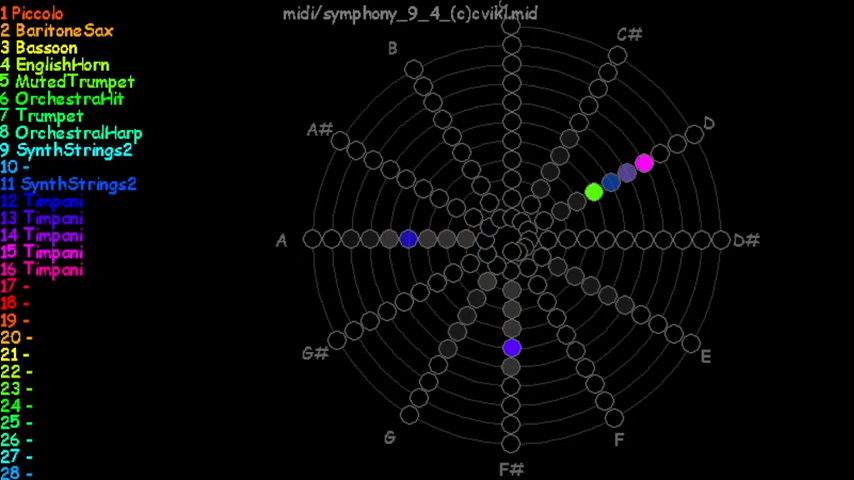 midi/symphony_9_4_(c)cvikl.mid
1 Piccolo
2 BaritoneSax
3 Bassoon
4 EnglishHorn
5 MutedTrumpet
6 OrchestraHit
7 Trumpet
8 OrchestralHarp
9 SynthStrings2
10 -
11 SynthStrings2
12 Timpani
13 Timpani
14 Timpani
15 Timpani
16 Timpani
17 -
18 -
19 -
20 -
21 -
22 -
23 -
24 -
25 -
26 -
27 -
28 -
C#
D
D#
E
F
F#
G
G#
A
A#
B